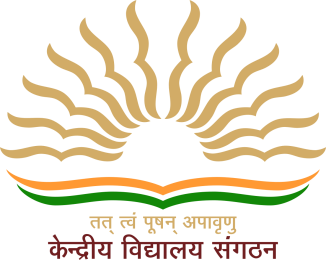 तत् त्वं पूषन् अपावृणु
केन्द्रीय विद्यालय संगठन